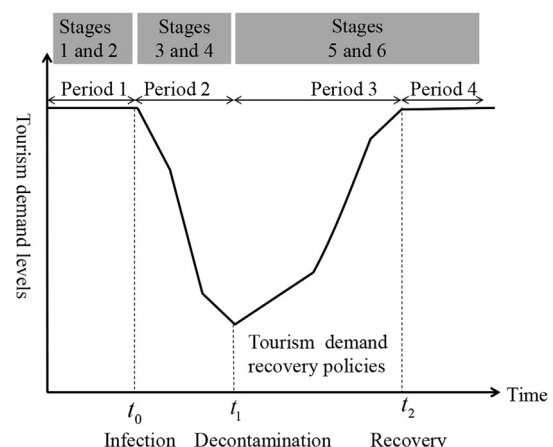 Stages
1 and 2
Stages
3 and 4
Stages
5 and 6
Period 1
Period 2
Period 3
Period 4
Tourism demand levels
Tourism demand
recovery policies
Time
t0
t1
t2
Infection
Decontamination
Recovery